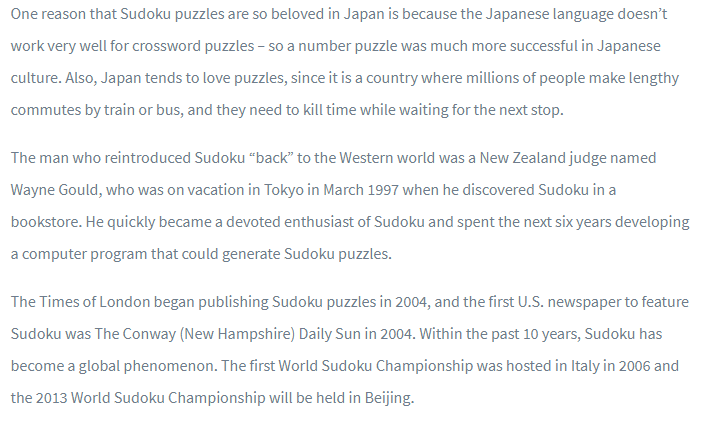 One reason that Sudoku puzzles are so beloved in Japan is because the Japanese language doesn’t
work very well for crossword puzzles – so a number puzzle was much more successful in Japanese
culture. Also, Japan tends to love puzzles, since it is a country where millions of people make lengthy
commutes by train or bus, and they need to kill time while waiting for the next stop.
The man who reintroduced Sudoku “back” to the Western world was a New Zealand judge named
Wayne Gould, who was on vacation in Tokyo in March 1997 when he discovered Sudoku in a
bookstore. He quickly became a devoted enthusiast of Sudoku and spent the next six years developing
a computer program that could generate Sudoku puzzles.
The Times of London began publishing Sudoku puzzles in 2004, and the first U.S. newspaper to feature
Sudoku was The Conway (New Hampshire) Daily Sun in 2004. Within the past 10 years, Sudoku has
become a global phenomenon. The first World Sudoku Championship was hosted in Italy in 2006 and
the 2013 World Sudoku Championship will be held in Beijing.